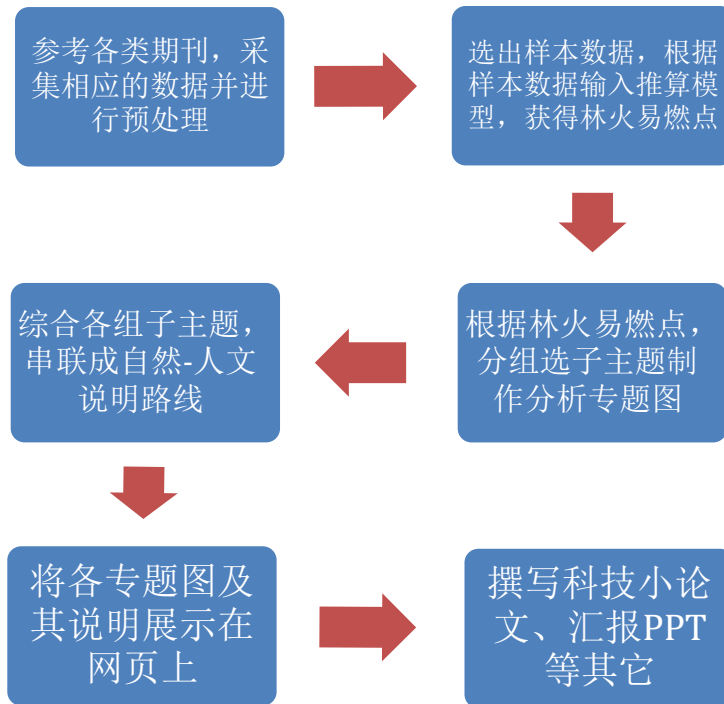 参考各类期刊，采
集相应的数据并进
行预处理
选出样本数据，根据
样本数据输入推算模
型，获得林火易燃点
根据林火易燃点，
分组选子主题制
作分析专题图
综合各组子主题，
串联成自然-人文
说明路线
将各专题图及
其说明展示在
网页上
撰写科技小论
文、汇报PPT
等其它